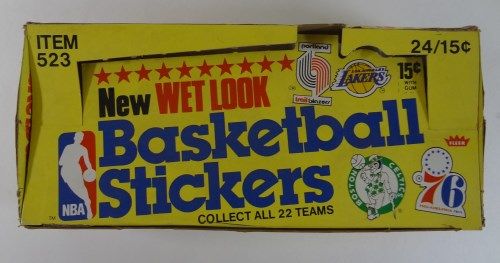 ITEM
523
24/15¢
portland
trail blazers
LAKERS
15¢
WITH
GUM
New WET LOOK
Basketball
Stickers
COLLECT ALL 22 TEAMS
NBA
BOSTON
CELTICS
FLEER
76